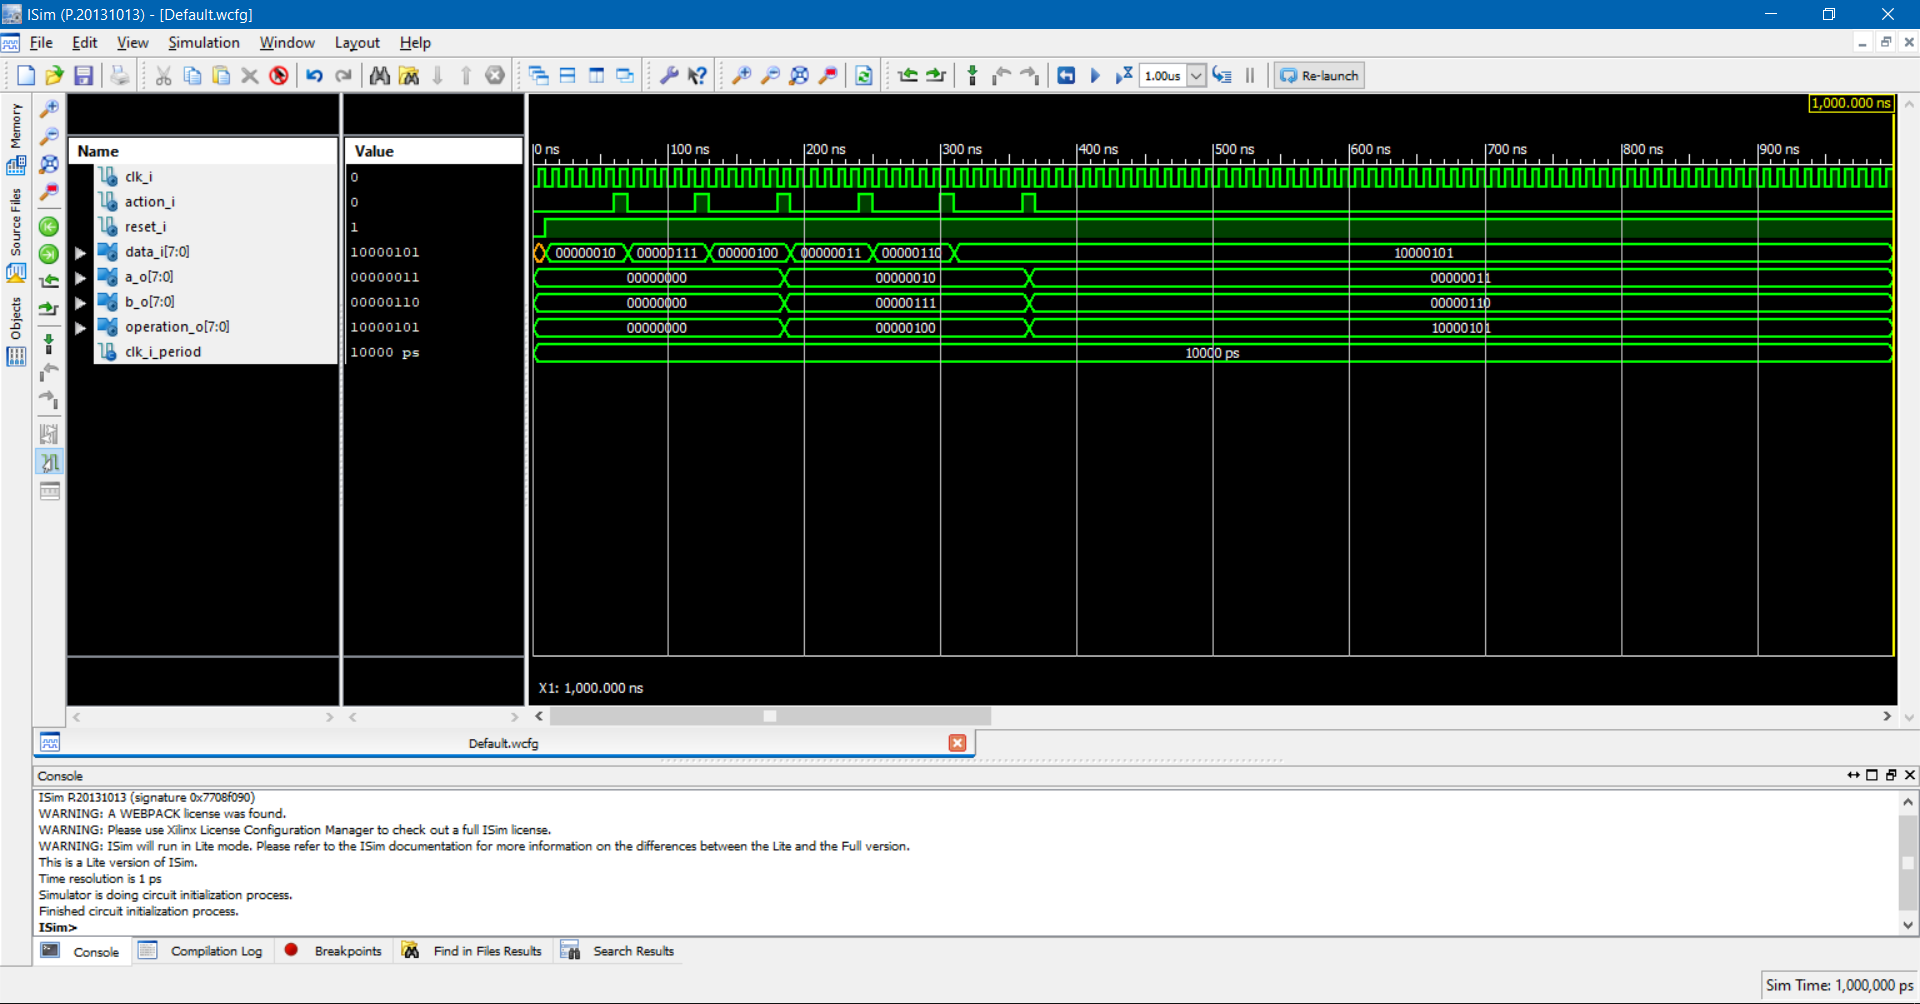 ISim (P.20131013) - [Default.wcfg]
File Edit View Simulation Window Layout Help
1.00us Re-launch
Memory
Source Files
Objects
1,000.000 ns
Name Value
0 ns 100 ns 200 ns 300 ns 400 ns 500 ns 600 ns 700 ns 800 ns 900 ns
clk_i 0
action_i 0
reset_i 1
data_i[7:0] 10000101 00000010 00000111 00000100 00000011 00000110 10000101
a_o[7:0] 00000011 00000000 00000010 00000011
b_o[7:0] 00000110 00000000 00000111 00000110
operation_o[7:0] 10000101 00000000 00000100 10000101
clk_i_period 10000 ps 10000 ps
X1: 1,000.000 ns
Default.wcfg
Console
ISim P.20131013 (signature 0x7708f090)
WARNING: A WEBPACK license was found.
WARNING: Please use Xilinx License Configuration Manager to check out a full ISim license.
WARNING: ISim will run in Lite mode. Please refer to the ISim documentation for more information on the differences between the Lite and the Full version.
This is a Lite version of ISim.
Time resolution is 1 ps
Simulator is doing circuit initialization process.
Finished circuit initialization process.
ISim>
Console Compilation Log Breakpoints Find in Files Results Search Results
Sim Time: 1,000,000 ps